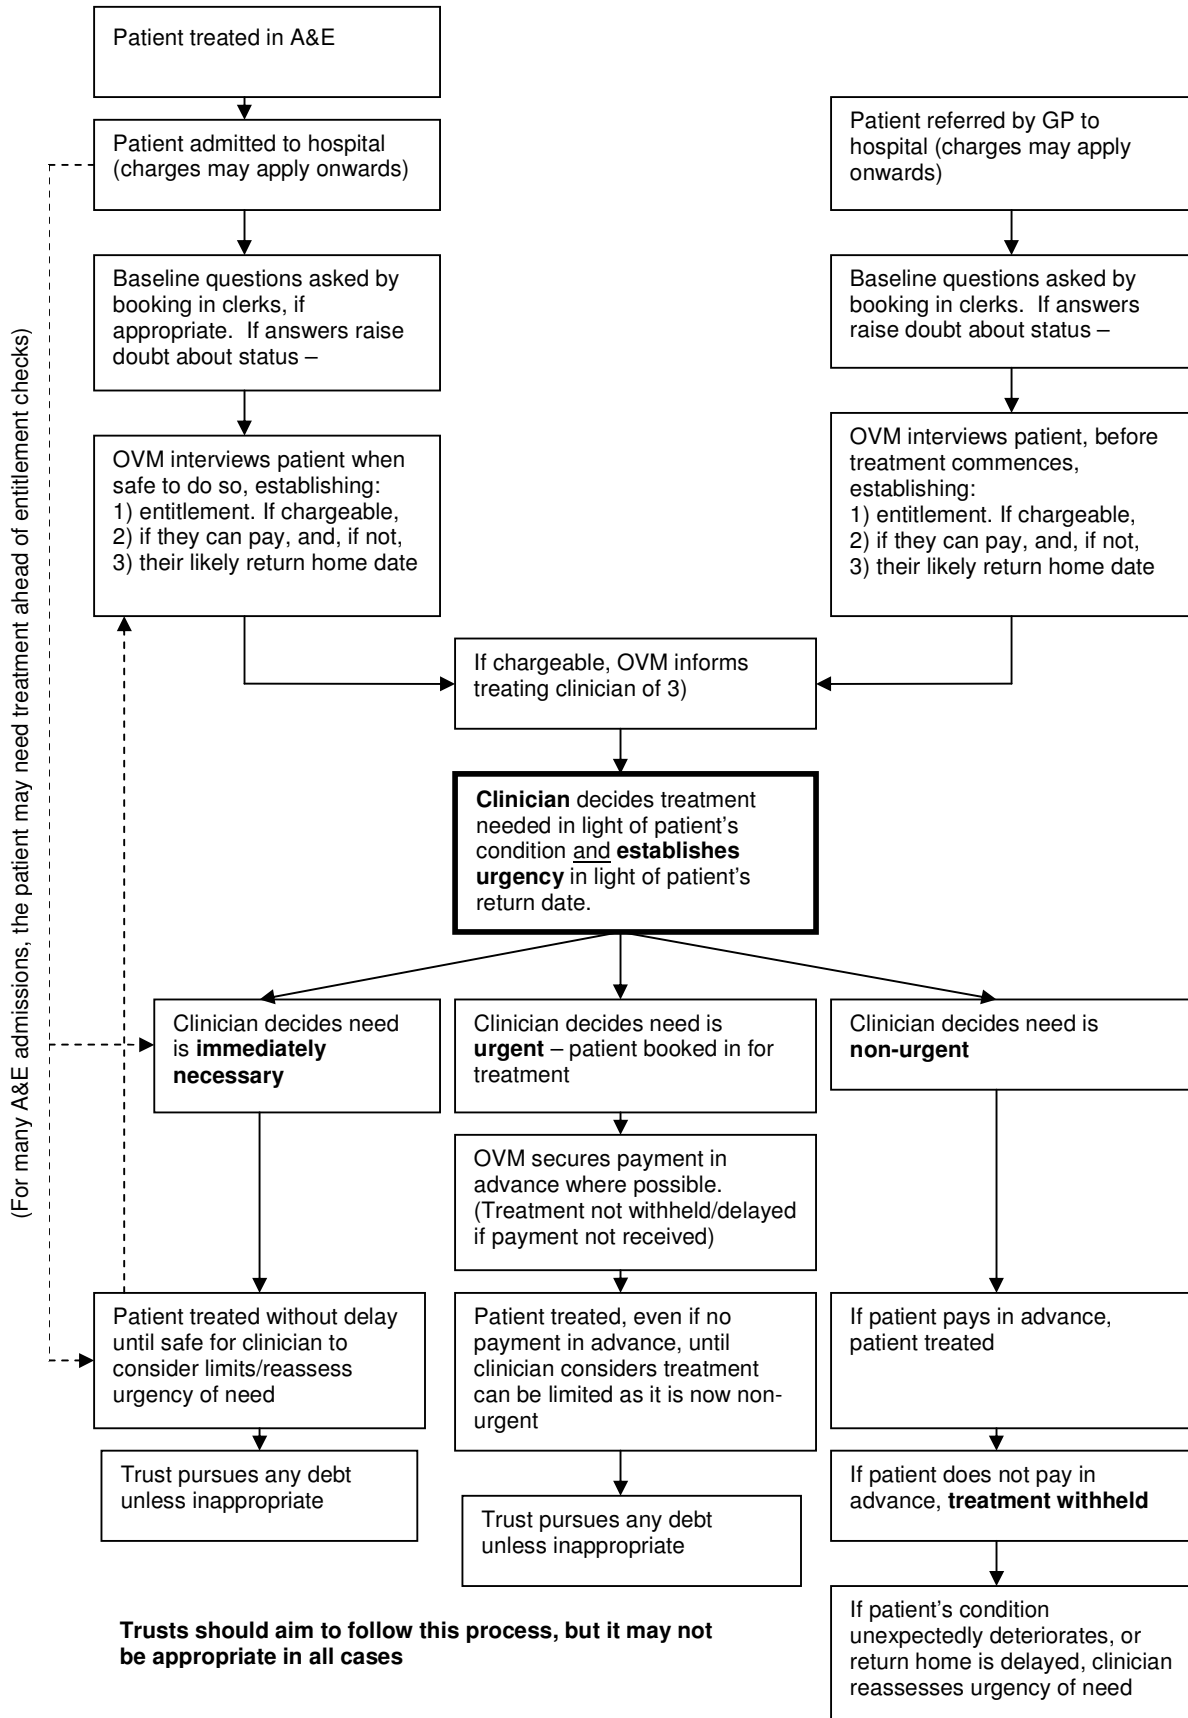 Patient treated in A&E
Patient admitted to hospital
(charges may apply onwards)
Patient referred by GP to
hospital (charges may apply
onwards)
Baseline questions asked by
booking in clerks, if
appropriate.  If answers raise
doubt about status –
Baseline questions asked by
booking in clerks.  If answers
raise doubt about status –
(For many A&E admissions, the patient may need treatment ahead of entitlement checks)
OVM interviews patient when
safe to do so, establishing:
1) entitlement. If chargeable,
2) if they can pay, and, if not,
3) their likely return home date
OVM interviews patient, before
treatment commences,
establishing:
1) entitlement. If chargeable,
2) if they can pay, and, if not,
3) their likely return home date
If chargeable, OVM informs
treating clinician of 3)
Clinician decides treatment
needed in light of patient’s
condition and establishes
urgency in light of patient’s
return date.
Clinician decides need
is immediately
necessary
Clinician decides need is
urgent – patient booked in for
treatment
Clinician decides need is
non-urgent
OVM secures payment in
advance where possible.
(Treatment not withheld/delayed
if payment not received)
Patient treated without delay
until safe for clinician to
consider limits/reassess
urgency of need
Patient treated, even if no
payment in advance, until
clinician considers treatment
can be limited as it is now non-
urgent
If patient pays in advance,
patient treated
Trust pursues any debt
unless inappropriate
Trust pursues any debt
unless inappropriate
If patient does not pay in
advance, treatment withheld
If patient’s condition
unexpectedly deteriorates, or
return home is delayed, clinician
reassesses urgency of need
Trusts should aim to follow this process, but it may not
be appropriate in all cases